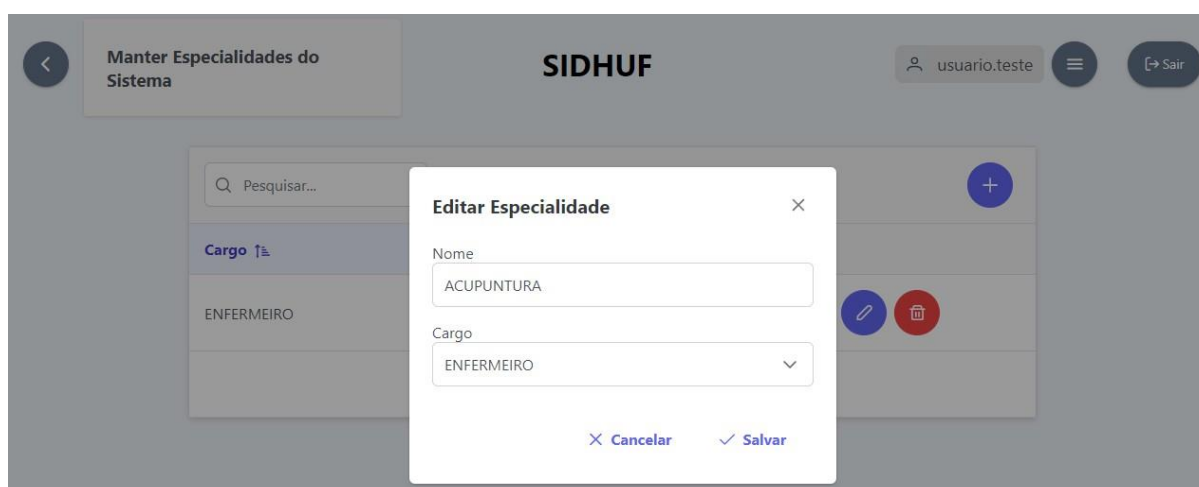 Manter Especialidades do
Sistema
SIDHUF
usuario.teste
Sair
Pesquisar...
Cargo
ENFERMEIRO
Editar Especialidade
Nome
ACUPUNTURA
Cargo
ENFERMEIRO
Cancelar
Salvar